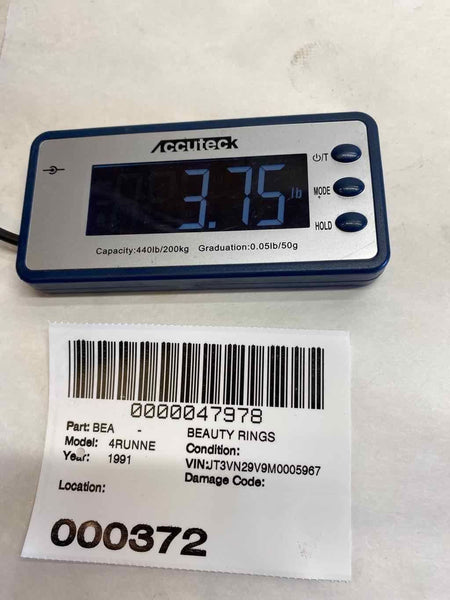 Accuteck
3.75 lb
⏻/T
MODE
HOLD
Capacity:440lb/200kg Graduation:0.05lb/50g
0000047978
Part: BEA - BEAUTY RINGS
Model: 4RUNNE Condition:
Year: 1991 VIN:JT3VN29V9M0005967
Damage Code:
Location:
000372